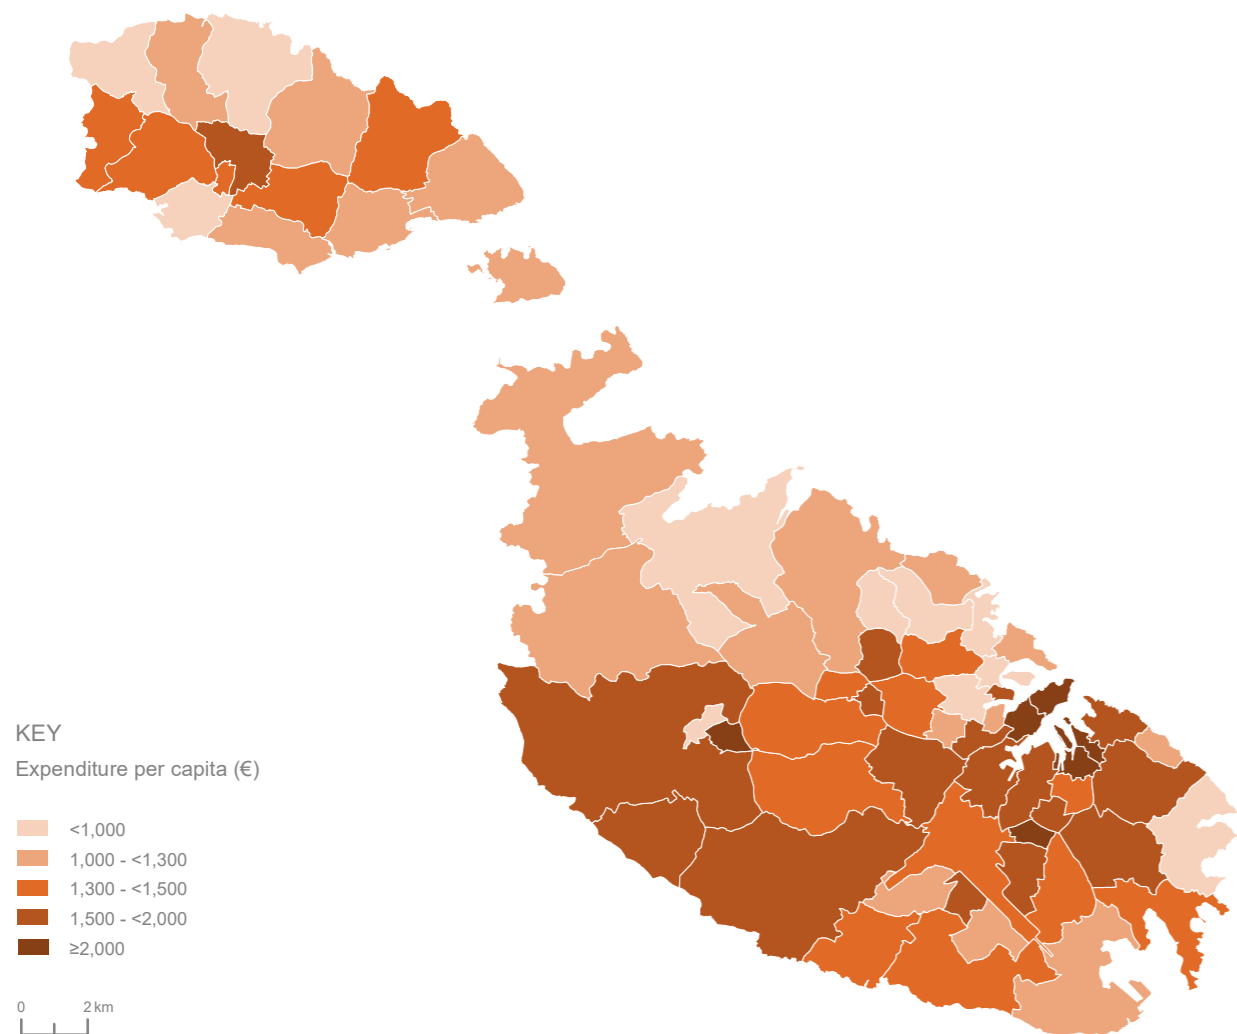 KEY
Expenditure per capita (€)
<1,000
1,000 - <1,300
1,300 - <1,500
1,500 - <2,000
≥2,000
0 2 km